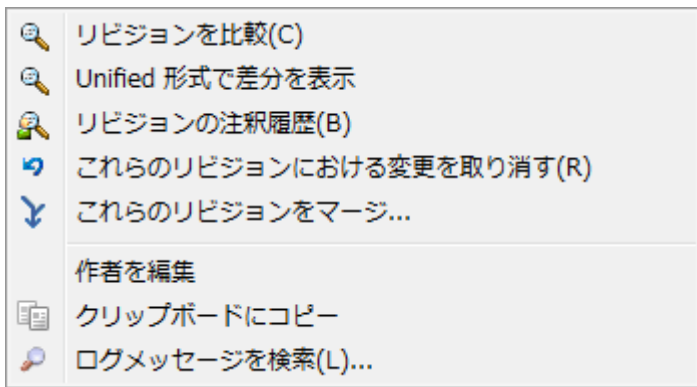 リビジョンを比較(C)
Unified 形式で差分を表示
リビジョンの注釈履歴(B)
これらのリビジョンにおける変更を取り消す(R)
これらのリビジョンをマージ...
作者を編集
クリップボードにコピー
ログメッセージを検索(L)...